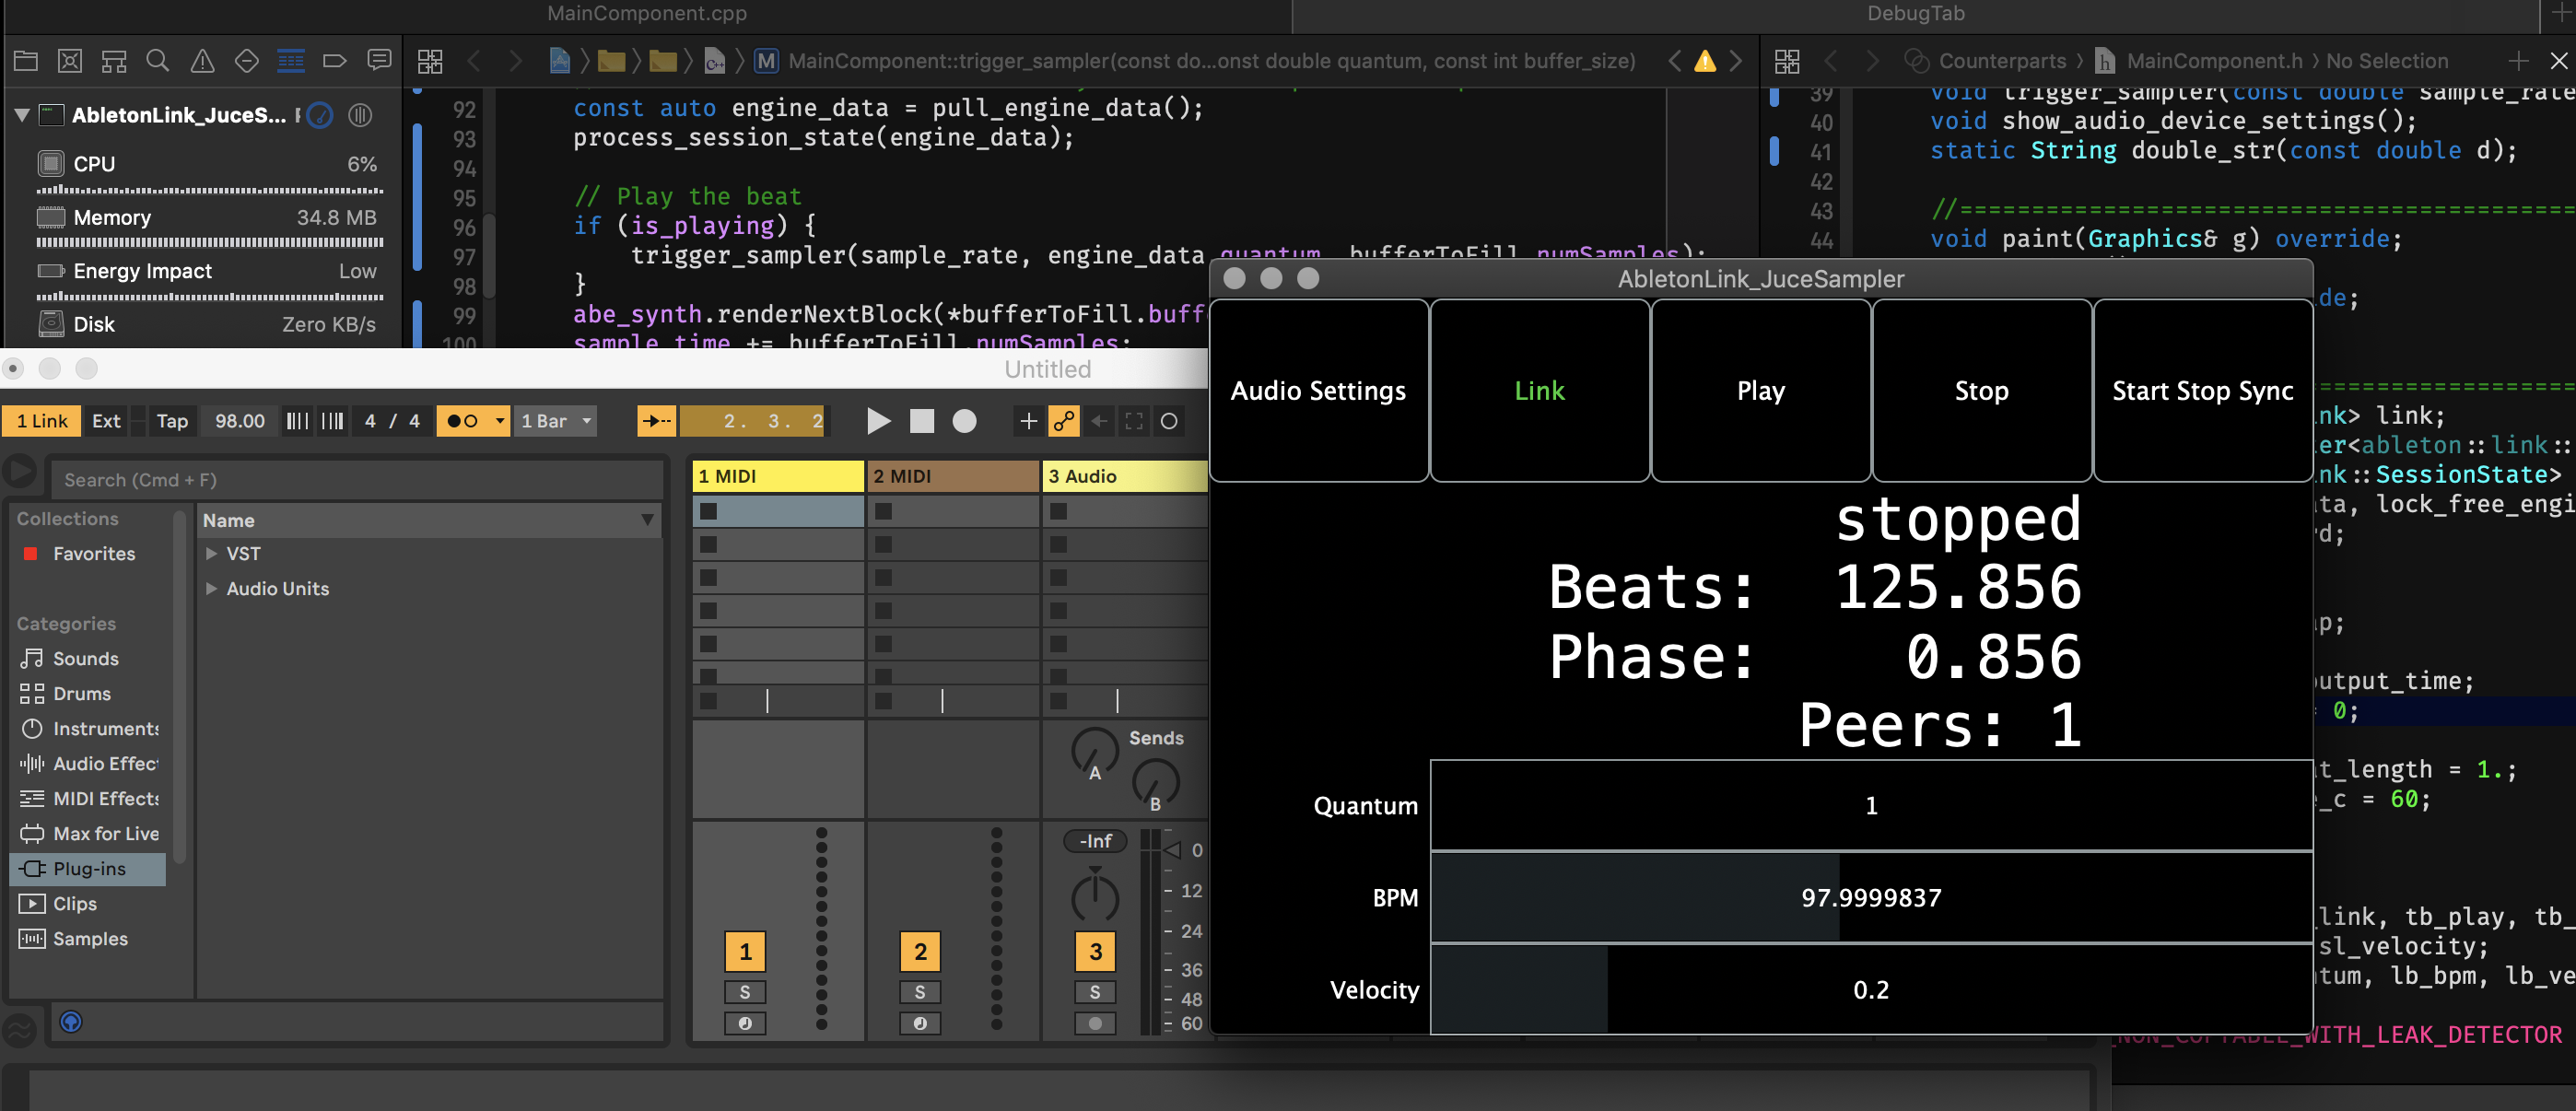 MainComponent.cpp
DebugTab
MainComponent::trigger_sampler(const do...onst double quantum, const int buffer_size)
Counterparts
MainComponent.h
No Selection
AbletonLink_JuceS...
CPU
6%
Memory
34.8 MB
Energy Impact
Low
Disk
Zero KB/s
92 const auto engine_data = pull_engine_data();
93 process_session_state(engine_data);
94
95 // Play the beat
96 if (is_playing) {
97 trigger_sampler(sample_rate, engine_data.quantum, bufferToFill.numSamples);
98 }
99 abe_synth.renderNextBlock(*bufferToFill.buff
100 sample_time += bufferToFill.numSamples;
39 void trigger_sampler(const double sample_rate
40 void show_audio_device_settings();
41 static String double_str(const double d);
42
43 //===========================================
44 void paint(Graphics& g) override;
ide;
nk> link;
er<ableton::link::
nk::SessionState>
ta, lock_free_engi
d;
p;
output_time;
= 0;
t_length = 1.;
_c = 60;
link, tb_play, tb_
sl_velocity;
tum, lb_bpm, lb_ve
_NON_COPYABLE_WITH_LEAK_DETECTOR
AbletonLink_JuceSampler
Audio Settings
Link
Play
Stop
Start Stop Sync
stopped
Beats: 125.856
Phase: 0.856
Peers: 1
Quantum
1
BPM
97.9999837
Velocity
0.2
Untitled
1 Link
Ext
Tap
98.00
4 / 4
1 Bar
2. 3. 2
Search (Cmd + F)
Collections
Favorites
Categories
Sounds
Drums
Instruments
Audio Effec
MIDI Effects
Max for Live
Plug-ins
Clips
Samples
Name
VST
Audio Units
1 MIDI
2 MIDI
3 Audio
Sends
A
B
-Inf
0
12
24
36
48
60
1
2
3
S
S
S